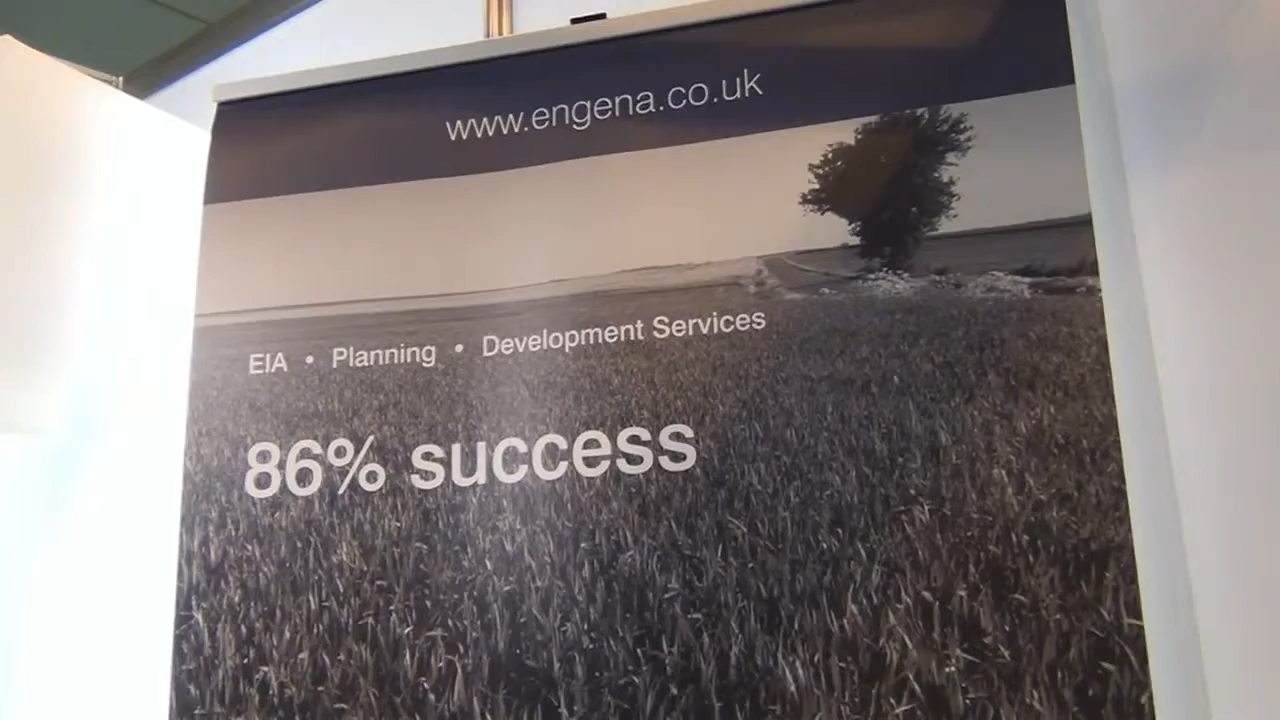 www.engena.co.uk
EIA • Planning • Development Services
86% success